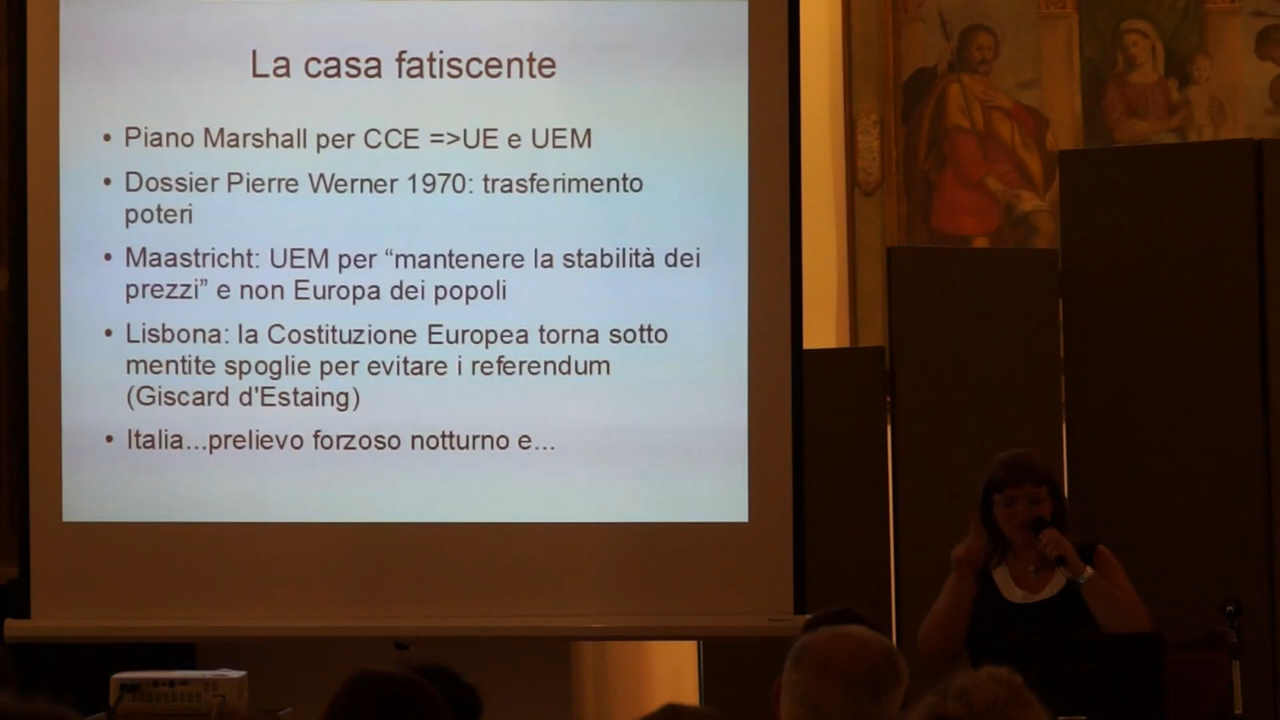 La casa fatiscente
• Piano Marshall per CCE =>UE e UEM
• Dossier Pierre Werner 1970: trasferimento
poteri
• Maastricht: UEM per “mantenere la stabilità dei
prezzi” e non Europa dei popoli
• Lisbona: la Costituzione Europea torna sotto
mentite spoglie per evitare i referendum
(Giscard d'Estaing)
• Italia...prelievo forzoso notturno e...